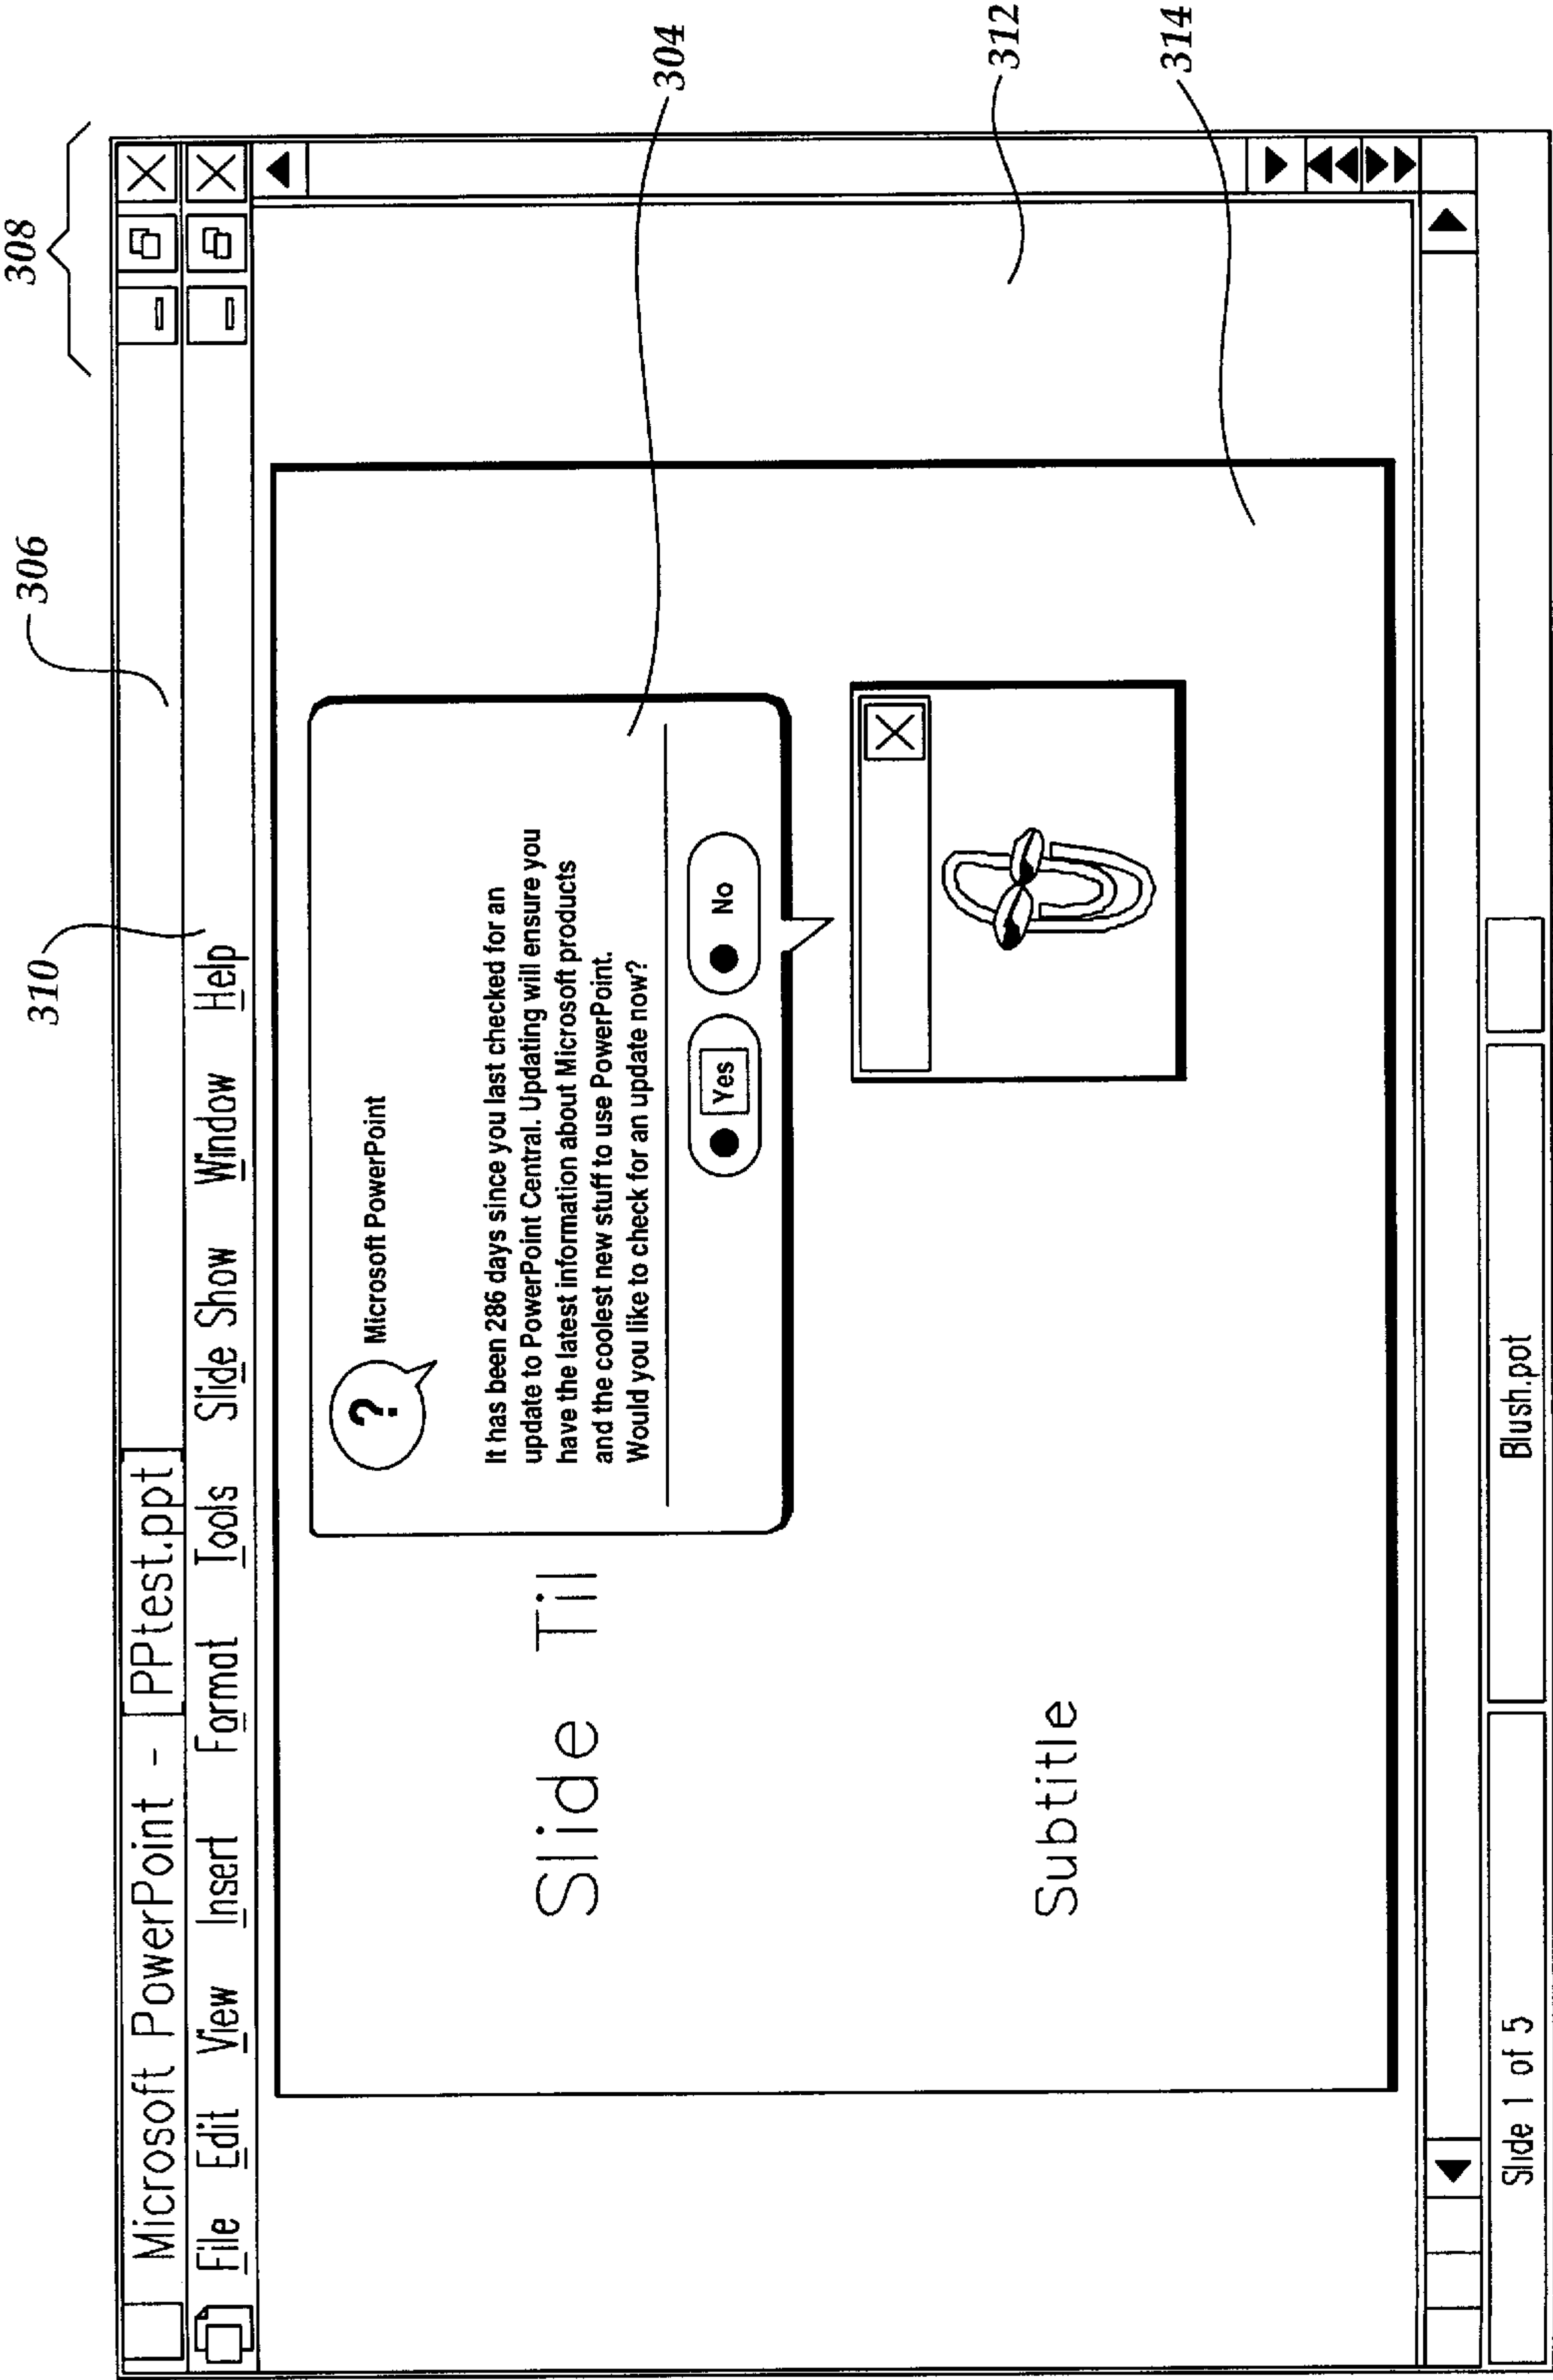 308
306
310
Microsoft PowerPoint - [PPtest.ppt]
File Edit View Insert Format Tools Slide Show Window Help
? Microsoft PowerPoint
It has been 286 days since you last checked for an
update to PowerPoint Central. Updating will ensure you
have the latest information about Microsoft products
and the coolest new stuff to use PowerPoint.
Would you like to check for an update now?
Yes No
304
Slide Til
Subtitle
312
314
Slide 1 of 5 Blush.pot